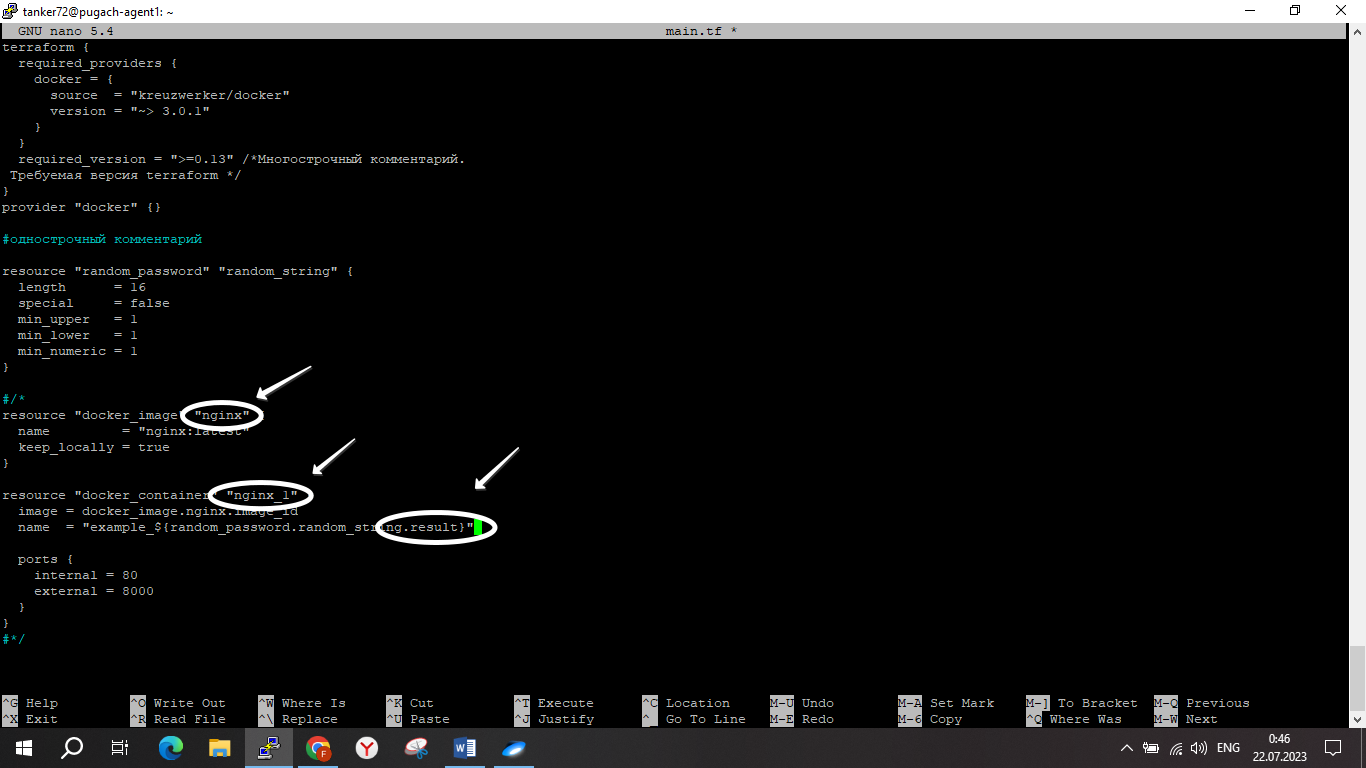 tanker72@pugach-agent1: ~
GNU nano 5.4 main.tf *
terraform {
  required_providers {
    docker = {
      source  = "kreuzwerker/docker"
      version = "~> 3.0.1"
    }
  }
  required_version = ">=0.13" /*Многострочный комментарий.
 Требуемая версия terraform */
}
provider "docker" {}
#однострочный комментарий
resource "random_password" "random_string" {
  length      = 16
  special     = false
  min_upper   = 1
  min_lower   = 1
  min_numeric = 1
}
#/*
resource "docker_image "nginx"
  name         = "nginx:latest"
  keep_locally = true
}
resource "docker_container" "nginx_1"
  image = docker_image.nginx.image_id
  name  = "example_${random_password.random_string.result}"
  ports {
    internal = 80
    external = 8000
  }
}
#*/
^G Help ^O Write Out ^W Where Is ^K Cut ^T Execute ^C Location M-U Undo M-A Set Mark M-] To Bracket M-Q Previous
^X Exit ^R Read File ^\ Replace ^U Paste ^J Justify ^_ Go To Line M-E Redo M-6 Copy ^Q Where Was M-W Next
ENG
0:46
22.07.2023